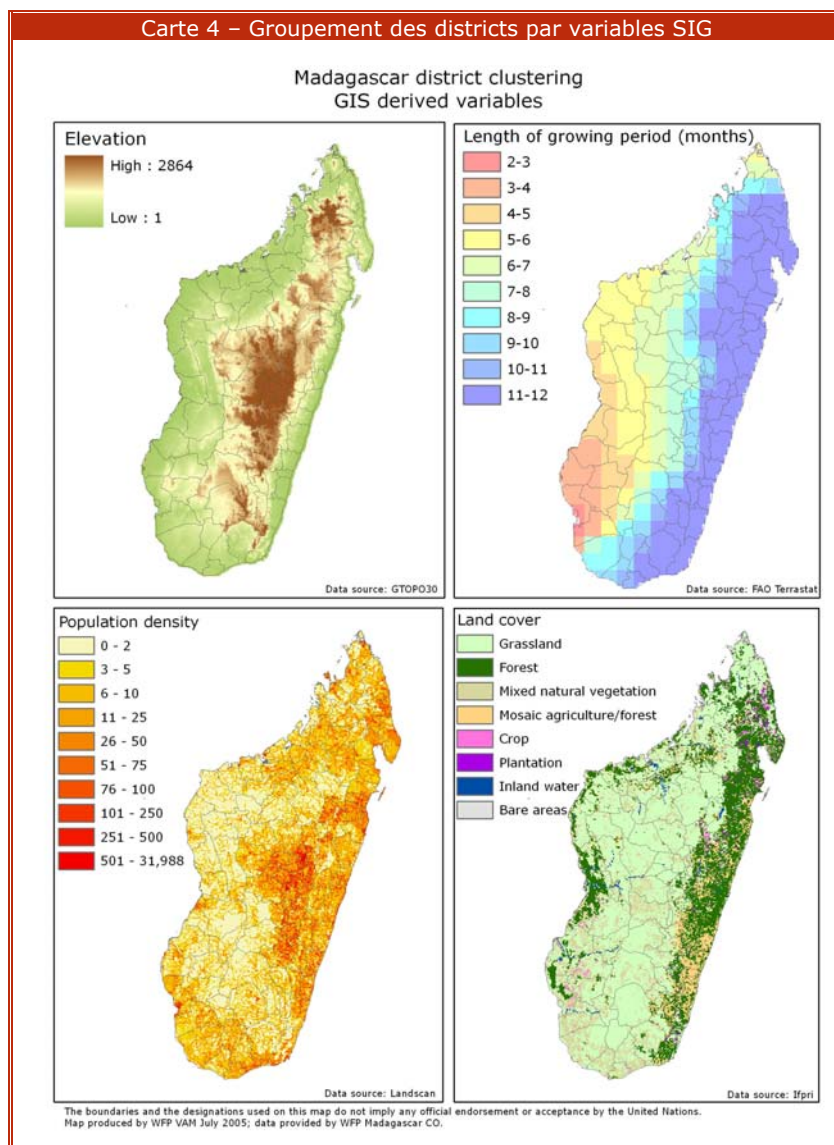 Carte 4 – Groupement des districts par variables SIG
Madagascar district clustering
GIS derived variables
Elevation
High : 2864
Low : 1
Data source: GTOPO30
Length of growing period (months)
2-3
3-4
4-5
5-6
6-7
7-8
8-9
9-10
10-11
11-12
Data source: FAO Terrastat
Population density
0 - 2
3 - 5
6 - 10
11 - 25
26 - 50
51 - 75
76 - 100
101 - 250
251 - 500
501 - 31,988
Data source: Landscan
Land cover
Grassland
Forest
Mixed natural vegetation
Mosaic agriculture/forest
Crop
Plantation
Inland water
Bare areas
Data source: Ifpri
The boundaries and the designations used on this map do not imply any official endorsement or acceptance by the United Nations.
Map produced by WFP VAM July 2005; data provided by WFP Madagascar CO.